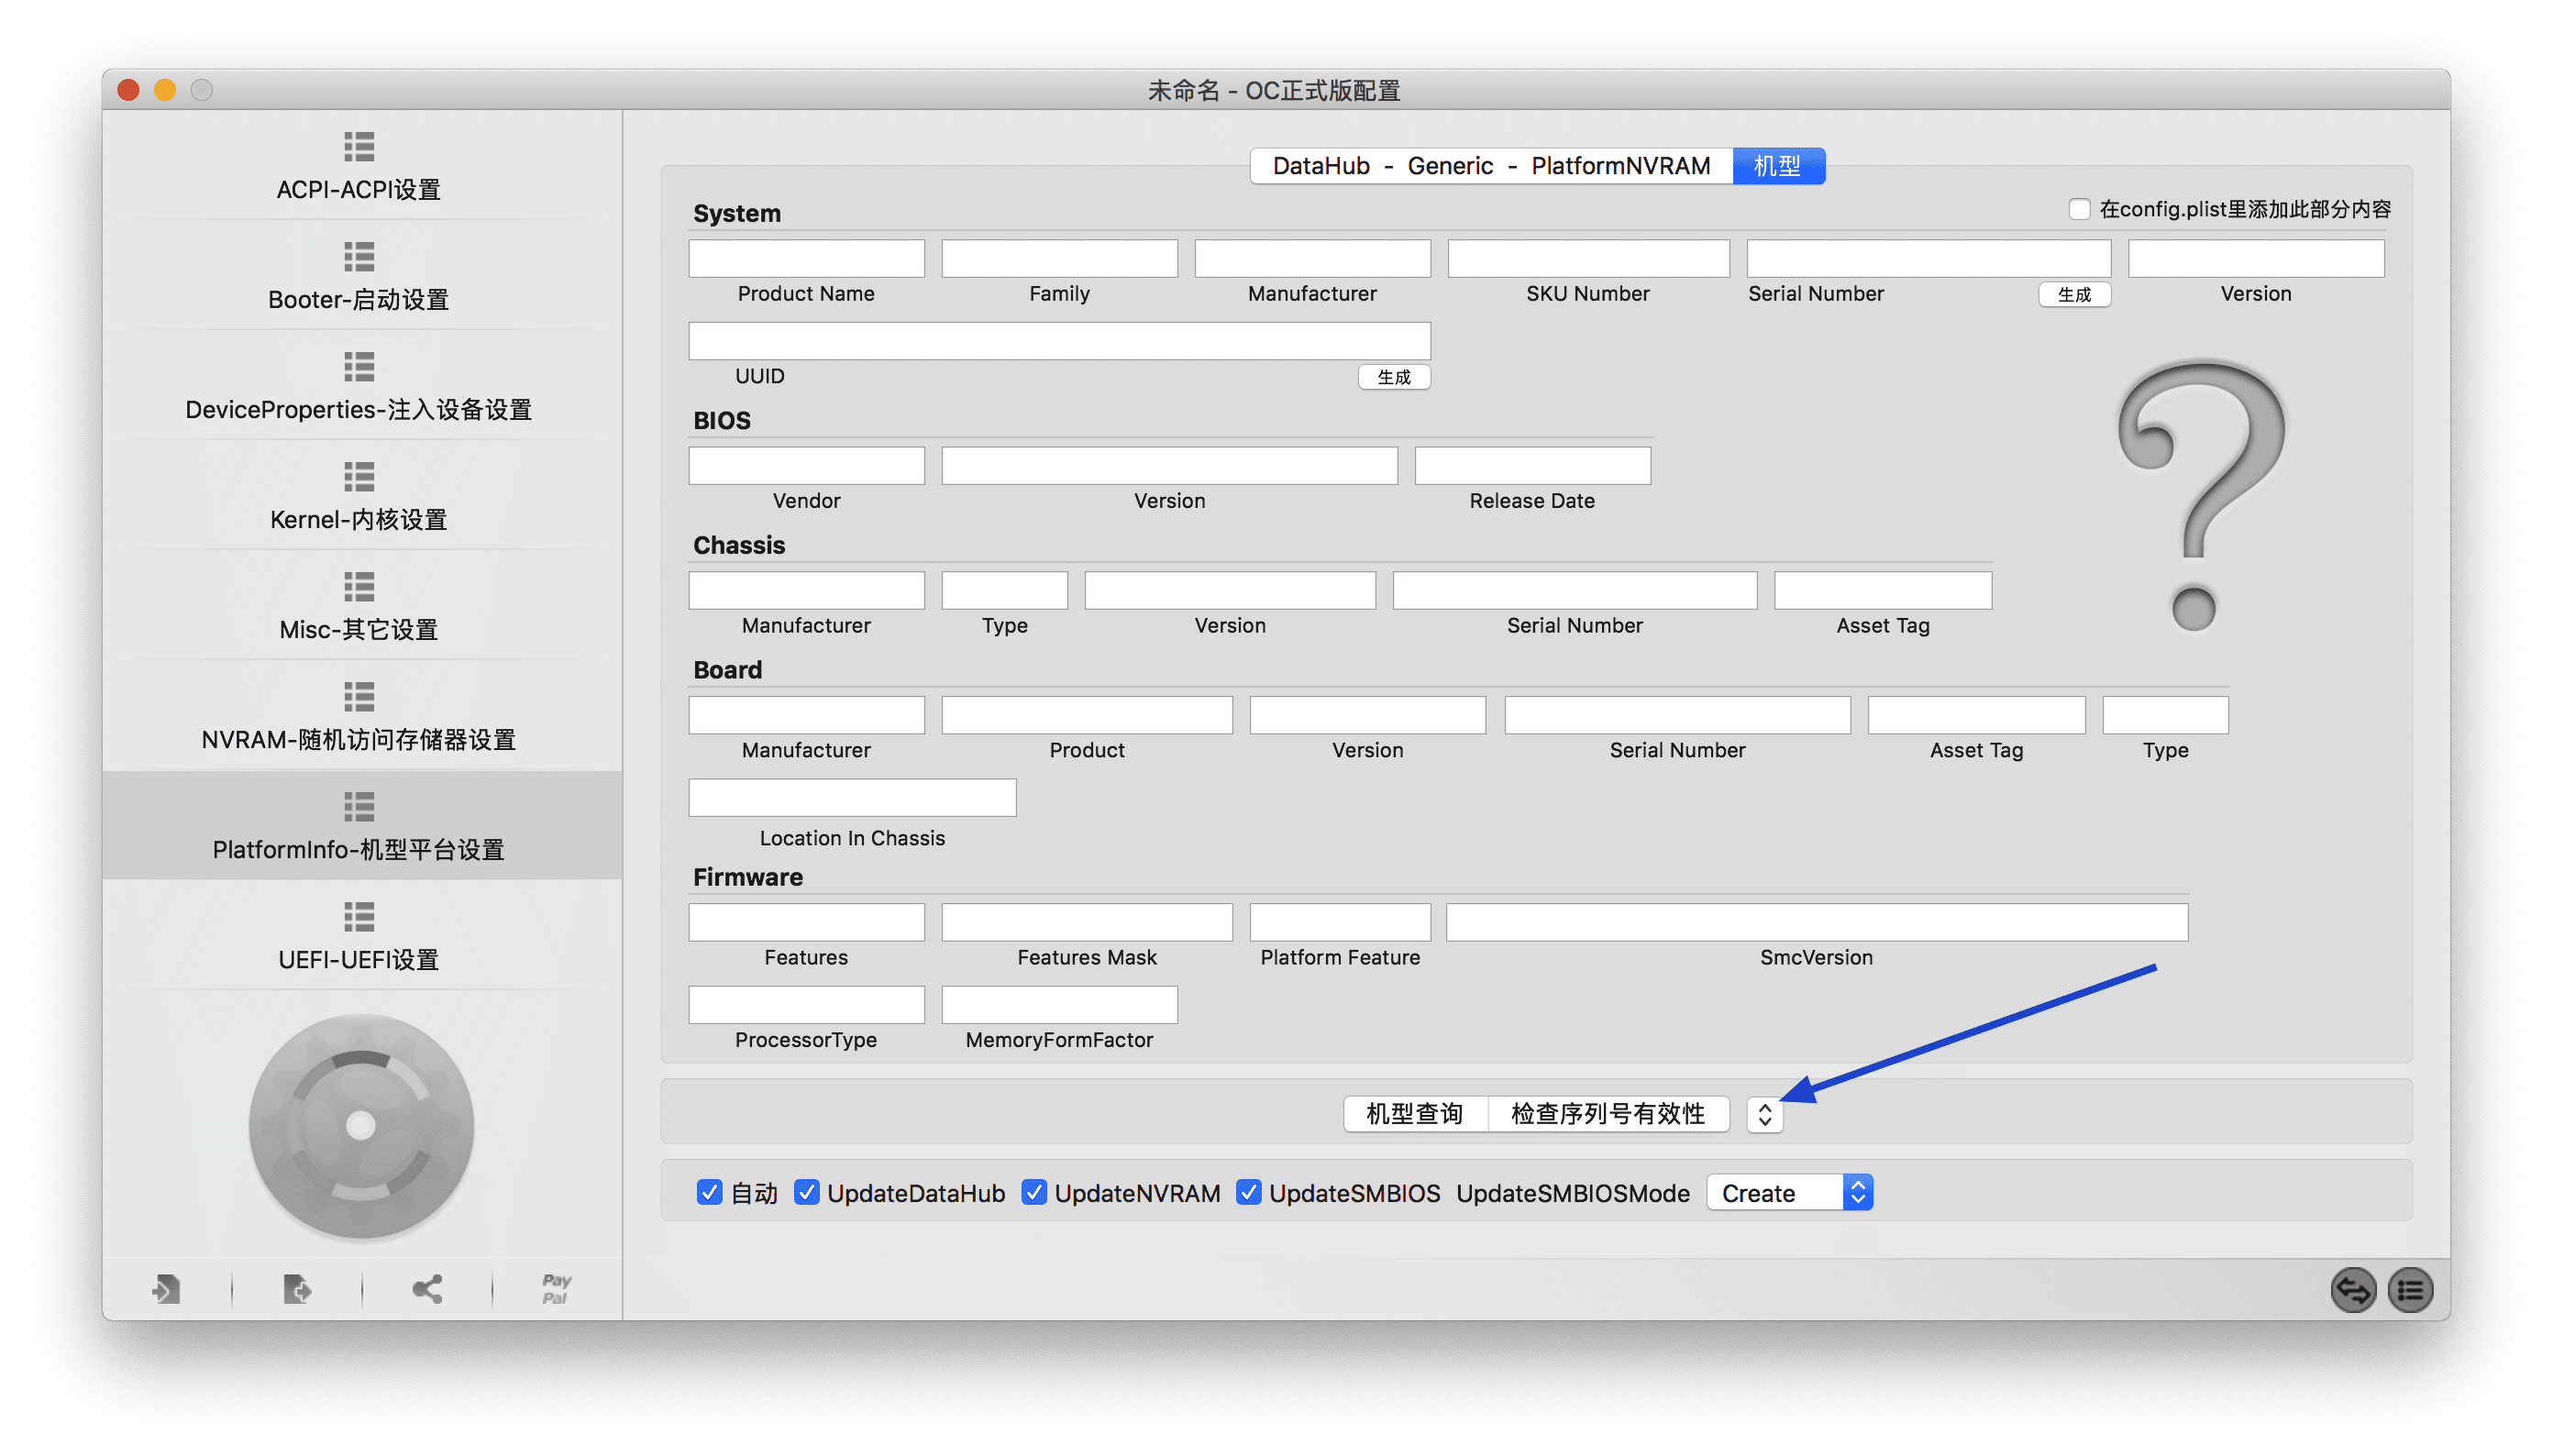 未命名 - OC正式版配置
ACPI-ACPI设置
Booter-启动设置
DeviceProperties-注入设备设置
Kernel-内核设置
Misc-其它设置
NVRAM-随机访问存储器设置
PlatformInfo-机型平台设置
UEFI-UEFI设置
Pay
Pal
DataHub - Generic - PlatformNVRAM 机型
System 在config.plist里添加此部分内容
Product Name Family Manufacturer SKU Number Serial Number 生成 Version
UUID 生成
BIOS
Vendor Version Release Date
Chassis
Manufacturer Type Version Serial Number Asset Tag
Board
Manufacturer Product Version Serial Number Asset Tag Type
Location In Chassis
Firmware
Features Features Mask Platform Feature SmcVersion
ProcessorType MemoryFormFactor
机型查询 检查序列号有效性
自动 UpdateDataHub UpdateNVRAM UpdateSMBIOS UpdateSMBIOSMode Create